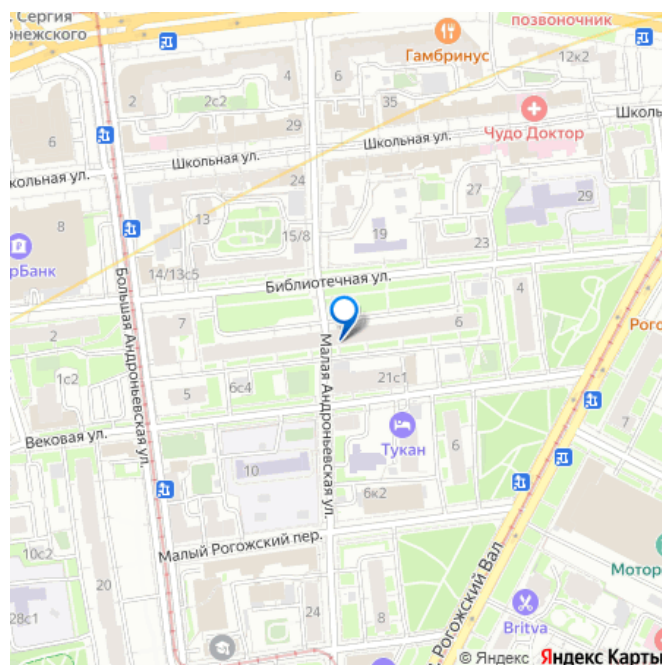 . Сергия
онежского
позвоночник
Гамбринус
12к2
4
6
2
2с2
35
29
Чудо Доктор
Школьная ул.
Школь
6
Школьная ул.
кольная ул.
24
27
29
13
8
15/8
19
23
рБанк
14/13с5
Библиотечная ул.
4
Большая Андроньевская ул.
7
6
2
Рого
Малая Андроньевская ул.
1с2
21с1
5
6с4
7
Вековая ул.
Тукан
6
10
6к2
10с2
Малый Рогожский пер.
Мотор
20
24
8
. Рогожский Вал
28с1
Britva
© Яндекс Яндекс Карты